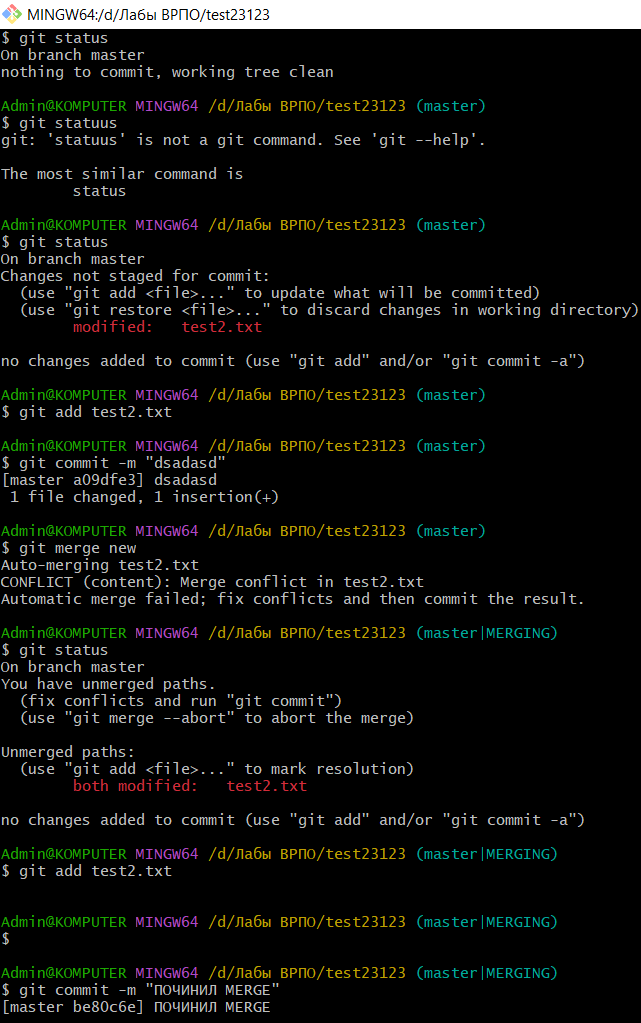 MINGW64:/d/Лабы ВРПО/test23123
$ git status
On branch master
nothing to commit, working tree clean
Admin@KOMPUTER MINGW64 /d/Лабы ВРПО/test23123 (master)
$ git statuus
git: 'statuus' is not a git command. See 'git --help'.
The most similar command is
status
Admin@KOMPUTER MINGW64 /d/Лабы ВРПО/test23123 (master)
$ git status
On branch master
Changes not staged for commit:
(use "git add <file>..." to update what will be committed)
(use "git restore <file>..." to discard changes in working directory)
modified:   test2.txt
no changes added to commit (use "git add" and/or "git commit -a")
Admin@KOMPUTER MINGW64 /d/Лабы ВРПО/test23123 (master)
$ git add test2.txt
Admin@KOMPUTER MINGW64 /d/Лабы ВРПО/test23123 (master)
$ git commit -m "dsadasd"
[master a09dfe3] dsadasd
1 file changed, 1 insertion(+)
Admin@KOMPUTER MINGW64 /d/Лабы ВРПО/test23123 (master)
$ git merge new
Auto-merging test2.txt
CONFLICT (content): Merge conflict in test2.txt
Automatic merge failed; fix conflicts and then commit the result.
Admin@KOMPUTER MINGW64 /d/Лабы ВРПО/test23123 (master|MERGING)
$ git status
On branch master
You have unmerged paths.
(fix conflicts and run "git commit")
(use "git merge --abort" to abort the merge)
Unmerged paths:
(use "git add <file>..." to mark resolution)
both modified:   test2.txt
no changes added to commit (use "git add" and/or "git commit -a")
Admin@KOMPUTER MINGW64 /d/Лабы ВРПО/test23123 (master|MERGING)
$ git add test2.txt
Admin@KOMPUTER MINGW64 /d/Лабы ВРПО/test23123 (master|MERGING)
$
Admin@KOMPUTER MINGW64 /d/Лабы ВРПО/test23123 (master|MERGING)
$ git commit -m "ПОЧИНИЛ MERGE"
[master be80c6e] ПОЧИНИЛ MERGE